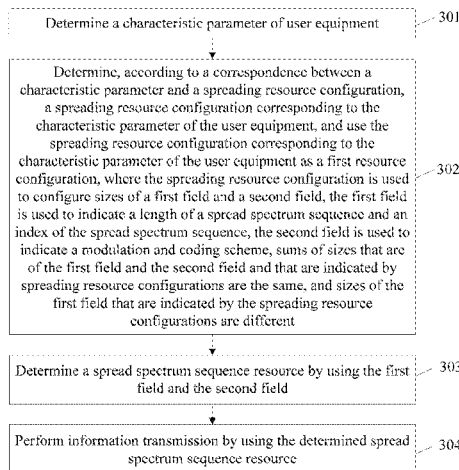 Determine a characteristic parameter of user equipment
301
Determine, according to a correspondence between a
characteristic parameter and a spreading resource configuration,
a spreading resource configuration corresponding to the
characteristic parameter of the user equipment, and use the
spreading resource configuration corresponding to the
characteristic parameter of the user equipment as a first resource
configuration, where the spreading resource configuration is used
to configure sizes of a first field and a second field, the first field
is used to indicate a length of a spread spectrum sequence and an
index of the spread spectrum sequence, the second field is used to
indicate a modulation and coding scheme, sums of sizes that are
of the first field and the second field and that are indicated by
spreading resource configurations are the same, and sizes of the
first field that are indicated by the spreading resource
configurations are different
302
Determine a spread spectrum sequence resource by using the first
field and the second field
303
Perform information transmission by using the determined spread
spectrum sequence resource
304